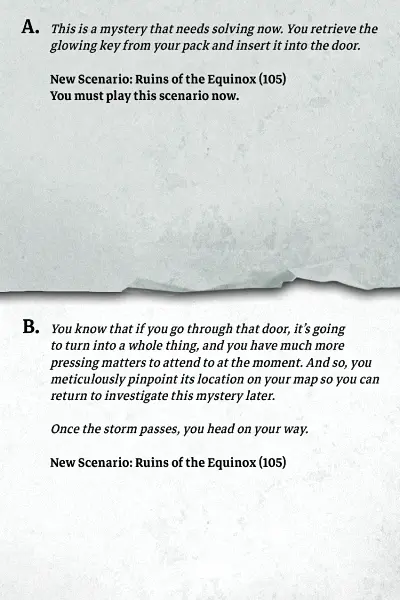 A. This is a mystery that needs solving now. You retrieve the
glowing key from your pack and insert it into the door.
New Scenario: Ruins of the Equinox (105)
You must play this scenario now.
B. You know that if you go through that door, it’s going
to turn into a whole thing, and you have much more
pressing matters to attend to at the moment. And so, you
meticulously pinpoint its location on your map so you can
return to investigate this mystery later.
Once the storm passes, you head on your way.
New Scenario: Ruins of the Equinox (105)